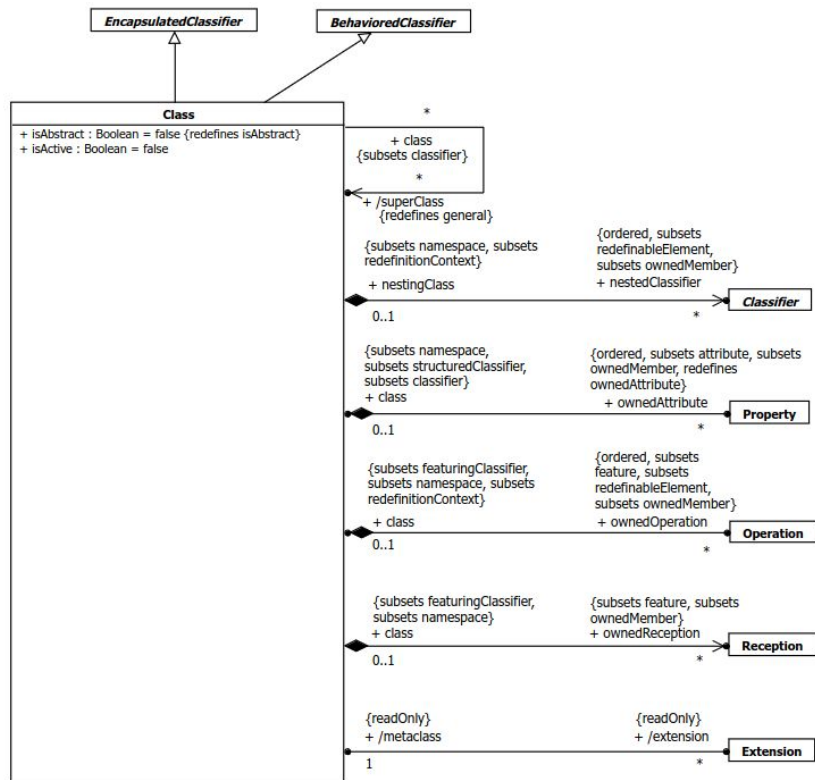 EncapsulatedClassifier
BehavioredClassifier
Class
+ isAbstract : Boolean = false {redefines isAbstract}
+ isActive : Boolean = false
*
+ class
{subsets classifier}
*
+ /superClass
{redefines general}
{subsets namespace, subsets
redefinitionContext}
+ nestingClass
0..1
{ordered, subsets
redefinableElement,
subsets ownedMember}
+ nestedClassifier
*
Classifier
{subsets namespace,
subsets structuredClassifier,
subsets classifier}
+ class
0..1
{ordered, subsets attribute, subsets
ownedMember, redefines
ownedAttribute}
+ ownedAttribute
*
Property
{subsets featuringClassifier,
subsets namespace, subsets
redefinitionContext}
+ class
0..1
{ordered, subsets
feature, subsets
redefinableElement,
subsets ownedMember}
+ ownedOperation
*
Operation
{subsets featuringClassifier,
subsets namespace}
+ class
0..1
{subsets feature, subsets
ownedMember}
+ ownedReception
*
Reception
{readOnly}
+ /metaclass
1
{readOnly}
+ /extension
*
Extension